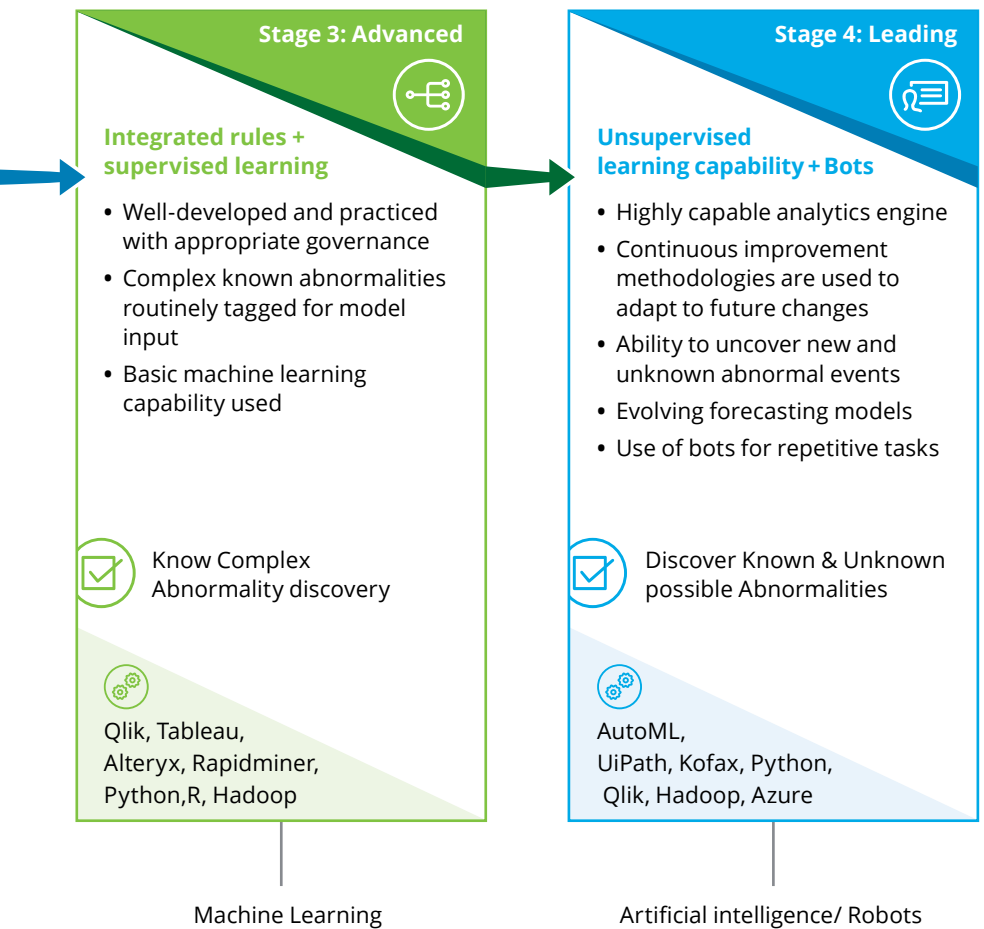 Stage 3: Advanced
Integrated rules +
supervised learning
• Well-developed and practiced
with appropriate governance
• Complex known abnormalities
routinely tagged for model
input
• Basic machine learning
capability used
Know Complex
Abnormality discovery
Qlik, Tableau,
Alteryx, Rapidminer,
Python,R, Hadoop
Machine Learning
Stage 4: Leading
Unsupervised
learning capability + Bots
• Highly capable analytics engine
• Continuous improvement
methodologies are used to
adapt to future changes
• Ability to uncover new and
unknown abnormal events
• Evolving forecasting models
• Use of bots for repetitive tasks
Discover Known & Unknown
possible Abnormalities
AutoML,
UiPath, Kofax, Python,
Qlik, Hadoop, Azure
Artificial intelligence/ Robots